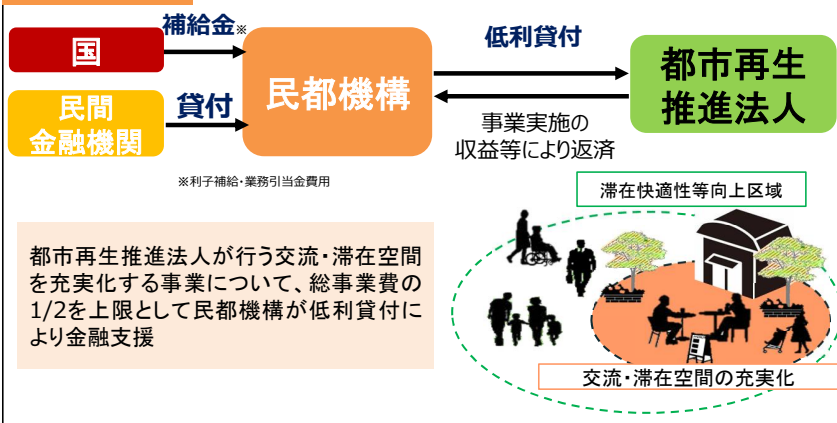 国
補給金※
民間
金融機関
貸付
民都機構
低利貸付
事業実施の
収益等により返済
都市再生
推進法人
※利子補給・業務引当金費用
都市再生推進法人が行う交流・滞在空間
を充実化する事業について、総事業費の
1/2を上限として民都機構が低利貸付に
より金融支援
滞在快適性等向上区域
交流・滞在空間の充実化